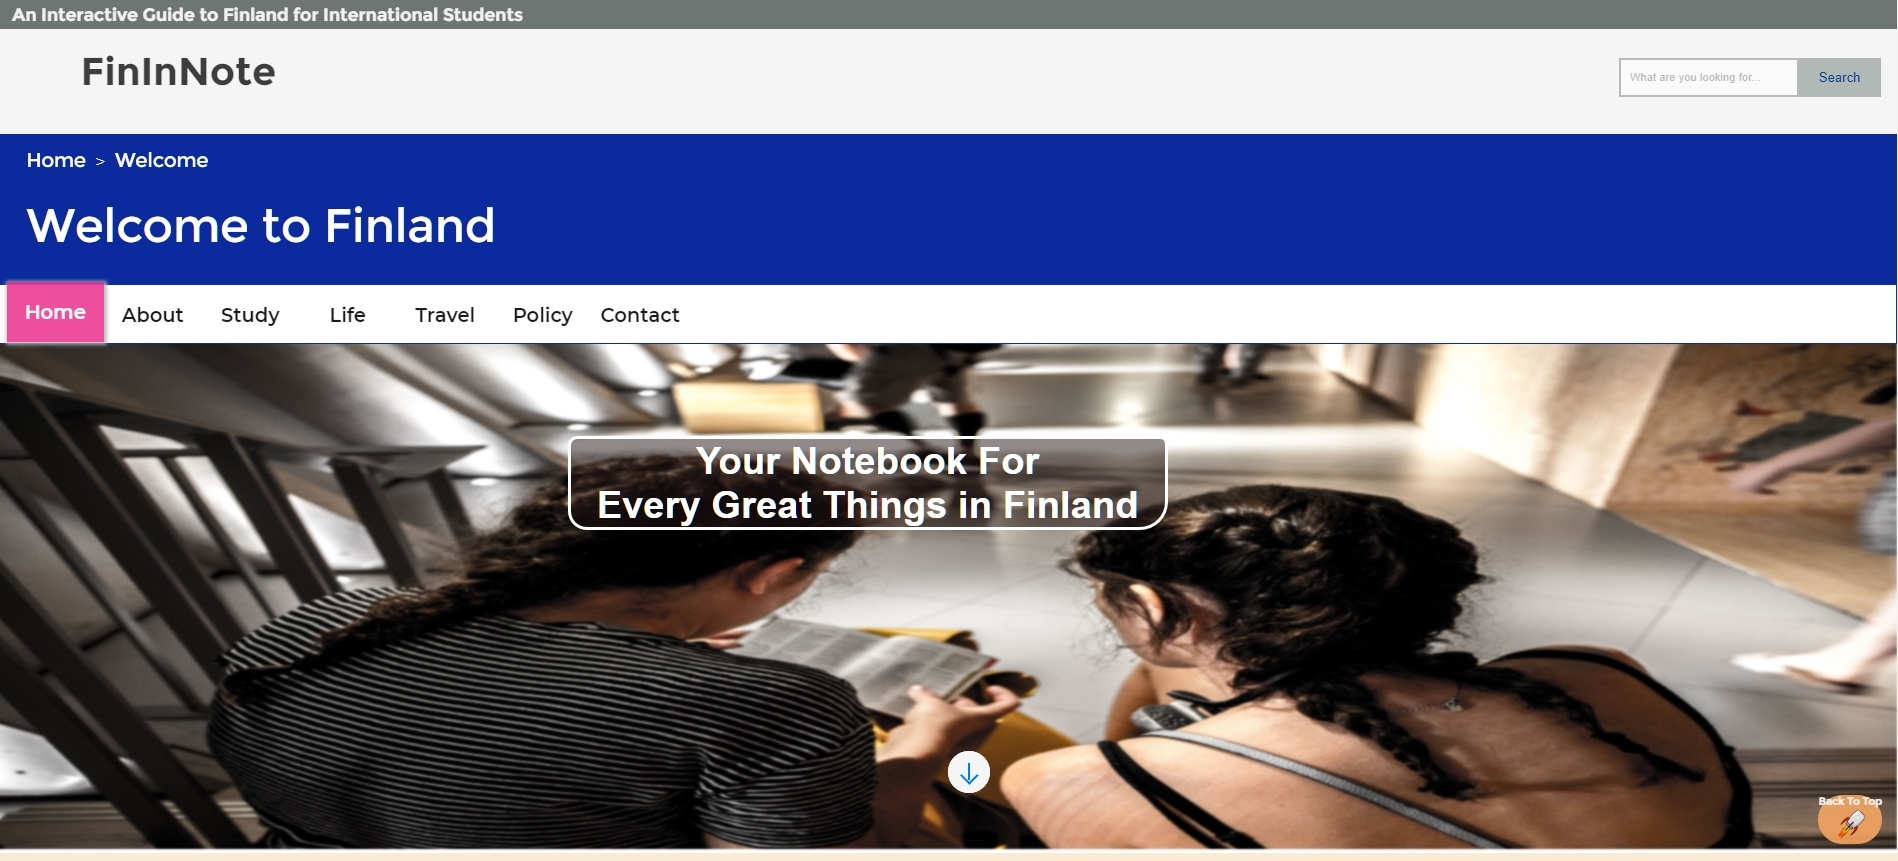 An Interactive Guide to Finland for International Students
FinInNote
What are you looking for...
Search
Home > Welcome
Welcome to Finland
Home About Study Life Travel Policy Contact
Your Notebook For
Every Great Things in Finland
Back To Top